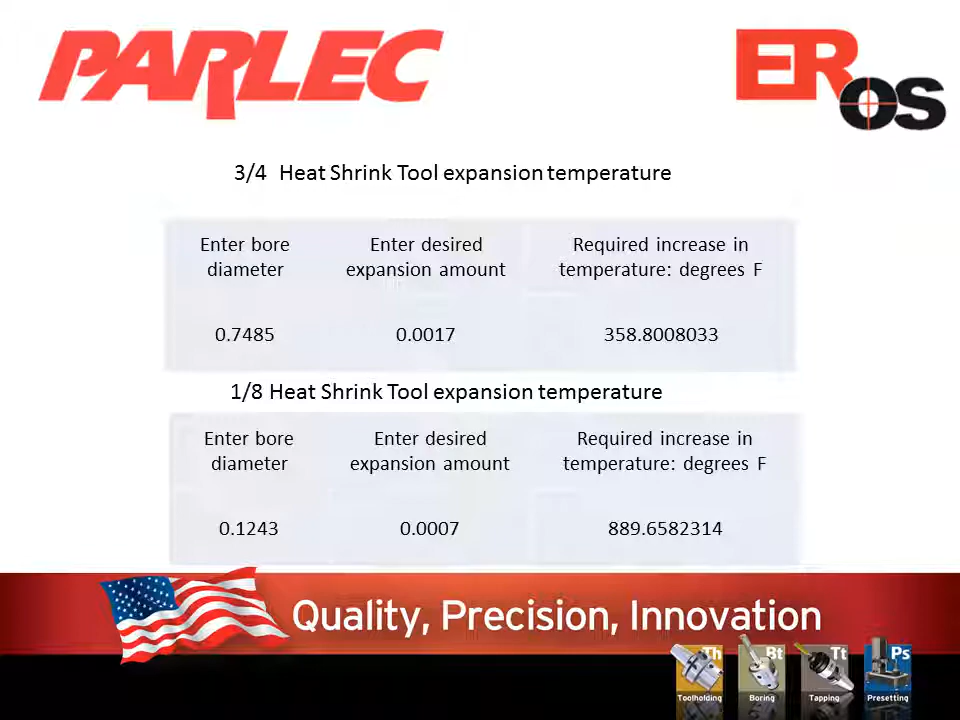 PARLEC
EROS
3/4 Heat Shrink Tool expansion temperature
Enter bore diameter
Enter desired expansion amount
Required increase in temperature: degrees F
0.7485 0.0017 358.8008033
1/8 Heat Shrink Tool expansion temperature
Enter bore diameter
Enter desired expansion amount
Required increase in temperature: degrees F
0.1243 0.0007 889.6582314
Quality, Precision, Innovation
Th Bt Tt Ps
Toolholding Boring Tapping Presetting